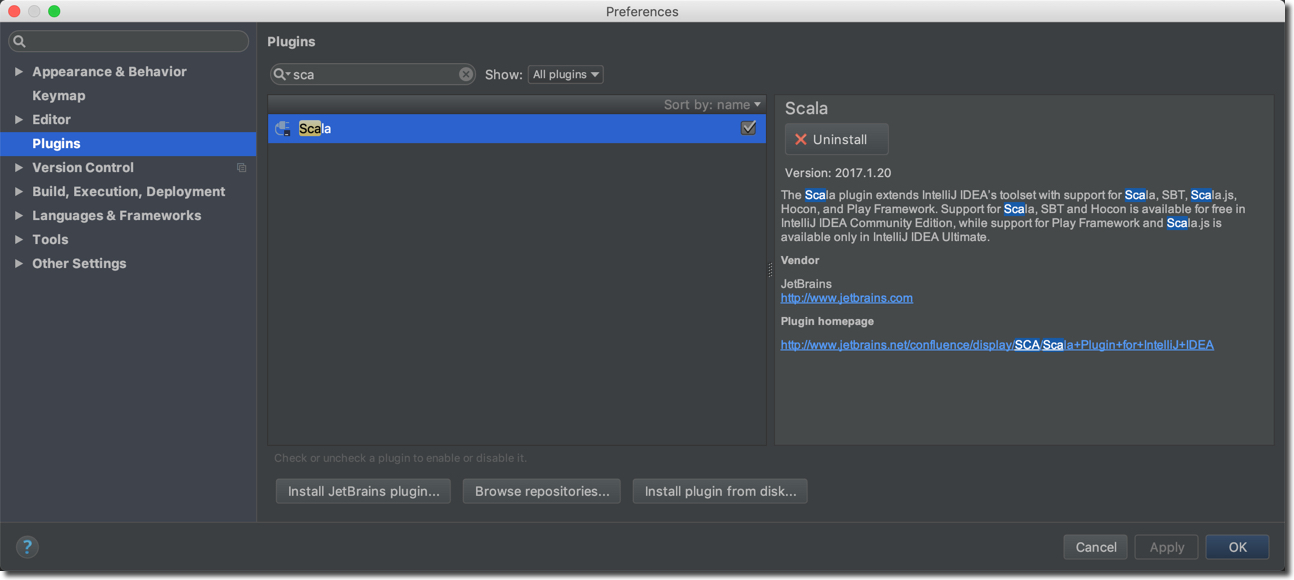 Preferences
Appearance & Behavior
Keymap
Editor
Plugins
Version Control
Build, Execution, Deployment
Languages & Frameworks
Tools
Other Settings
Plugins
sca
Show: All plugins
Sort by: name
Scala
Scala
Uninstall
Version: 2017.1.20
The Scala plugin extends IntelliJ IDEA's toolset with support for Scala, SBT, Scala.js,
Hocon, and Play Framework. Support for Scala, SBT and Hocon is available for free in
IntelliJ IDEA Community Edition, while support for Play Framework and Scala.js is
available only in IntelliJ IDEA Ultimate.
Vendor
JetBrains
http://www.jetbrains.com
Plugin homepage
http://www.jetbrains.net/confluence/display/SCA/Scala+Plugin+for+IntelliJ+IDEA
Check or uncheck a plugin to enable or disable it.
Install JetBrains plugin... Browse repositories... Install plugin from disk...
? Cancel Apply OK